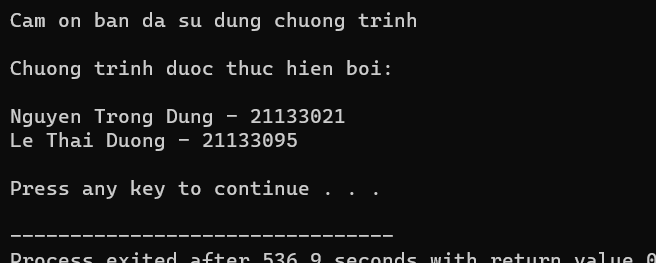 Cam on ban da su dung chuong trinh
Chuong trinh duoc thuc hien boi:
Nguyen Trong Dung - 21133021
Le Thai Duong - 21133095
Press any key to continue . . .
--------------------------------
Process exited after 536.9 seconds with return value 0